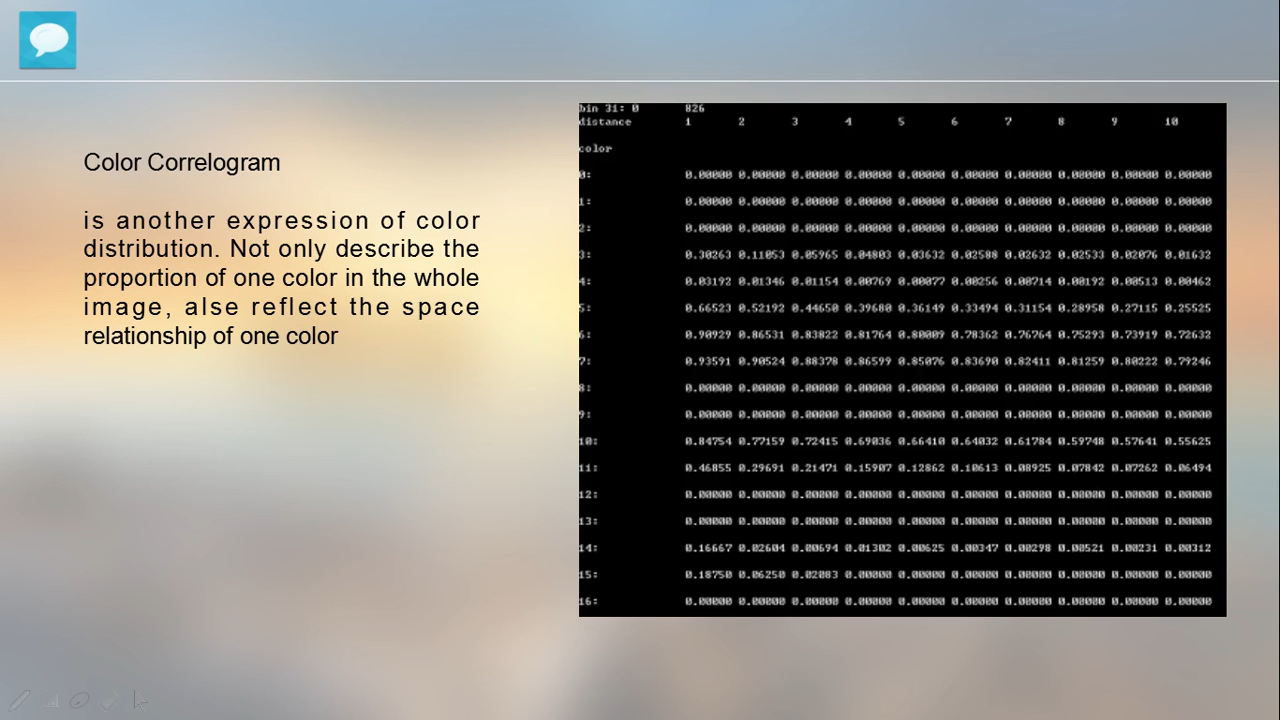 Color Correlogram
is another expression of color
distribution. Not only describe the
proportion of one color in the whole
image, alse reflect the space
relationship of one color
bin 31: 0 826
distance 1 2 3 4 5 6 7 8 9 10
color
0: 0.00000 0.00000 0.00000 0.00000 0.00000 0.00000 0.00000 0.00000 0.00000 0.00000
1: 0.00000 0.00000 0.00000 0.00000 0.00000 0.00000 0.00000 0.00000 0.00000 0.00000
2: 0.00000 0.00000 0.00000 0.00000 0.00000 0.00000 0.00000 0.00000 0.00000 0.00000
3: 0.30263 0.11053 0.05965 0.04803 0.03632 0.02588 0.02632 0.02533 0.02076 0.01632
4: 0.03192 0.01346 0.01154 0.00769 0.00077 0.00256 0.00714 0.00192 0.00513 0.00462
5: 0.66523 0.52192 0.44650 0.39680 0.36149 0.33494 0.31154 0.28958 0.27115 0.25525
6: 0.90929 0.86531 0.83822 0.81764 0.80009 0.78362 0.76764 0.75293 0.73919 0.72632
7: 0.93591 0.90524 0.88378 0.86599 0.85076 0.83690 0.82411 0.81259 0.80222 0.79246
8: 0.00000 0.00000 0.00000 0.00000 0.00000 0.00000 0.00000 0.00000 0.00000 0.00000
9: 0.00000 0.00000 0.00000 0.00000 0.00000 0.00000 0.00000 0.00000 0.00000 0.00000
10: 0.84754 0.77159 0.72415 0.69036 0.66410 0.64032 0.61784 0.59748 0.57641 0.55625
11: 0.46855 0.29691 0.21471 0.15907 0.12862 0.10613 0.08925 0.07842 0.07262 0.06494
12: 0.00000 0.00000 0.00000 0.00000 0.00000 0.00000 0.00000 0.00000 0.00000 0.00000
13: 0.00000 0.00000 0.00000 0.00000 0.00000 0.00000 0.00000 0.00000 0.00000 0.00000
14: 0.16667 0.02604 0.00694 0.01302 0.00625 0.00347 0.00298 0.00521 0.00231 0.00312
15: 0.18750 0.06250 0.02083 0.00000 0.00000 0.00000 0.00000 0.00000 0.00000 0.00000
16: 0.00000 0.00000 0.00000 0.00000 0.00000 0.00000 0.00000 0.00000 0.00000 0.00000